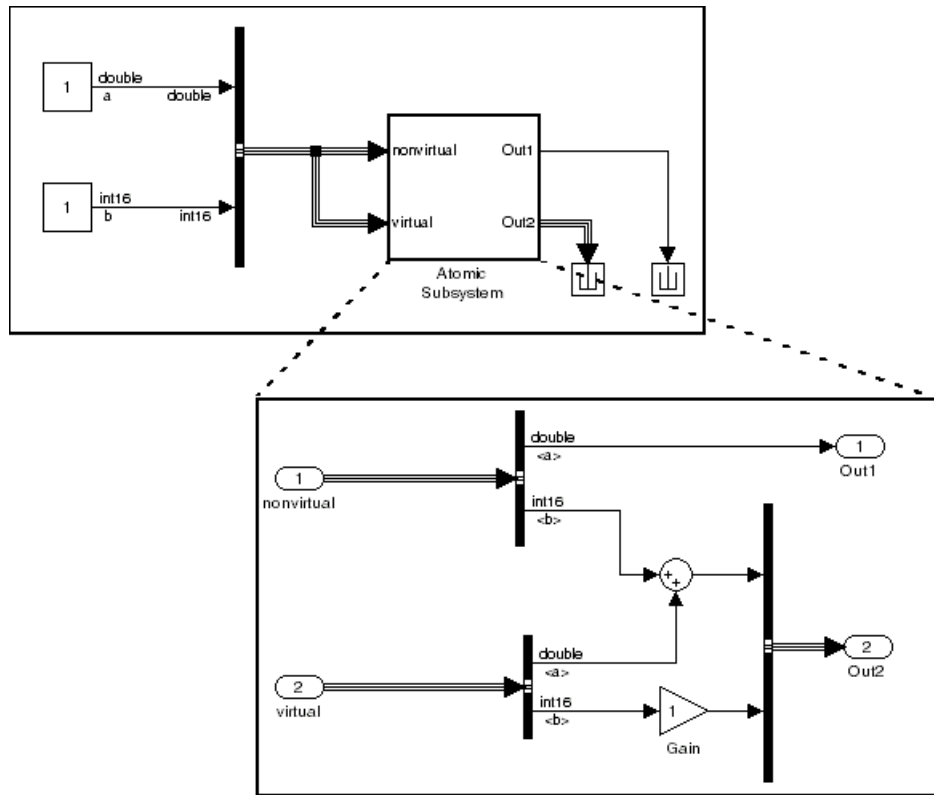 double
1
a
double
int16
1
b
int16
nonvirtual
Out1
virtual
Out2
Atomic
Subsystem
double
<a>
1
Out1
1
nonvirtual
int16
<b>
+
+
double
<a>
2
Out2
2
virtual
int16
<b>
1
Gain